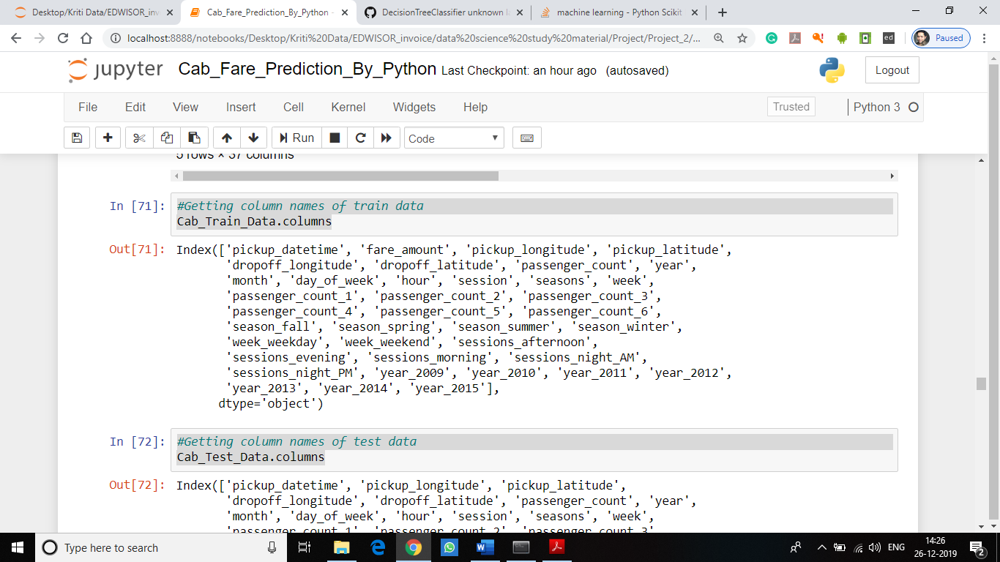 Desktop/Kriti Data/EDWISOR_inv
Cab_Fare_Prediction_By_Python -
DecisionTreeClassifier unknown l
machine learning - Python Scikit
localhost:8888/notebooks/Desktop/Kriti%20Data/EDWISOR_invoice/data%20science%20study%20material/Project/Project_2/...
ed
Paused
jupyter Cab_Fare_Prediction_By_Python Last Checkpoint: an hour ago (autosaved)
Logout
File Edit View Insert Cell Kernel Widgets Help
Trusted
Python 3
Run
Code
5 rows × 37 columns
In [71]: #Getting column names of train data
Cab_Train_Data.columns
Out[71]: Index(['pickup_datetime', 'fare_amount', 'pickup_longitude', 'pickup_latitude',
'dropoff_longitude', 'dropoff_latitude', 'passenger_count', 'year',
'month', 'day_of_week', 'hour', 'session', 'seasons', 'week',
'passenger_count_1', 'passenger_count_2', 'passenger_count_3',
'passenger_count_4', 'passenger_count_5', 'passenger_count_6',
'season_fall', 'season_spring', 'season_summer', 'season_winter',
'week_weekday', 'week_weekend', 'sessions_afternoon',
'sessions_evening', 'sessions_morning', 'sessions_night_AM',
'sessions_night_PM', 'year_2009', 'year_2010', 'year_2011', 'year_2012',
'year_2013', 'year_2014', 'year_2015'],
dtype='object')
In [72]: #Getting column names of test data
Cab_Test_Data.columns
Out[72]: Index(['pickup_datetime', 'pickup_longitude', 'pickup_latitude',
'dropoff_longitude', 'dropoff_latitude', 'passenger_count', 'year',
'month', 'day_of_week', 'hour', 'session', 'seasons', 'week',
'passenger_count_1', 'passenger_count_2', 'passenger_count_3',
Type here to search
ENG
14:26
26-12-2019
2